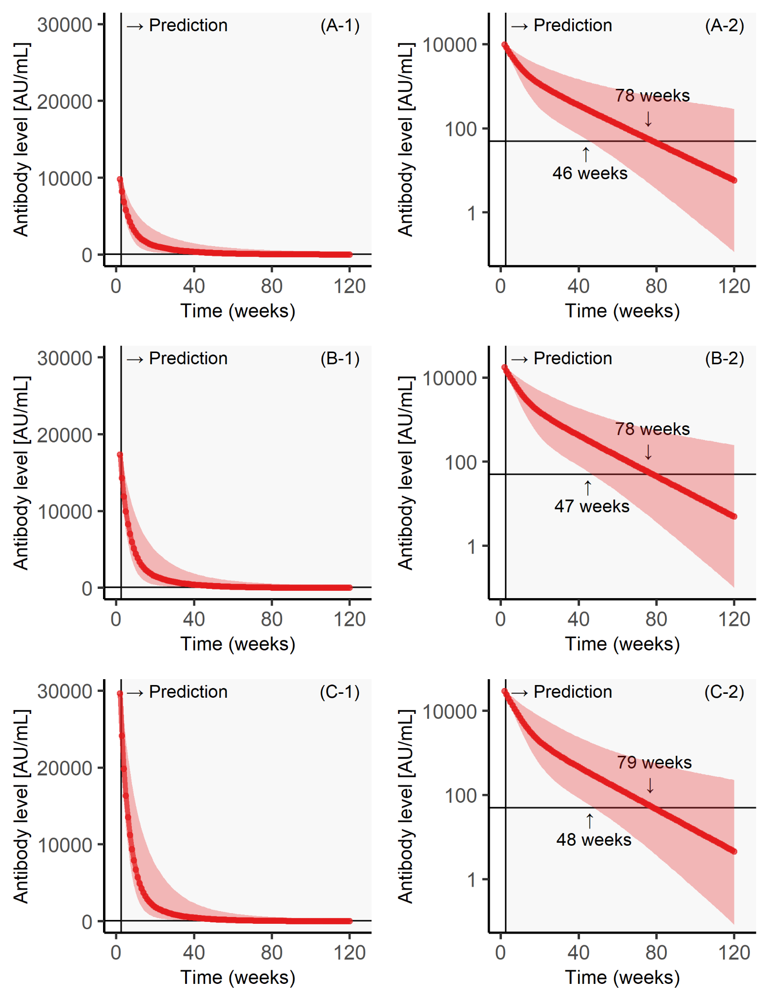 30000
20000
10000
0
Antibody level [AU/mL]
→ Prediction
(A-1)
0 40 80 120
Time (weeks)
10000
100
1
Antibody level [AU/mL]
→ Prediction
(A-2)
78 weeks
↓
↑
46 weeks
0 40 80 120
Time (weeks)
30000
20000
10000
0
Antibody level [AU/mL]
→ Prediction
(B-1)
0 40 80 120
Time (weeks)
10000
100
1
Antibody level [AU/mL]
→ Prediction
(B-2)
78 weeks
↓
↑
47 weeks
0 40 80 120
Time (weeks)
30000
20000
10000
0
Antibody level [AU/mL]
→ Prediction
(C-1)
0 40 80 120
Time (weeks)
10000
100
1
Antibody level [AU/mL]
→ Prediction
(C-2)
79 weeks
↓
↑
48 weeks
0 40 80 120
Time (weeks)